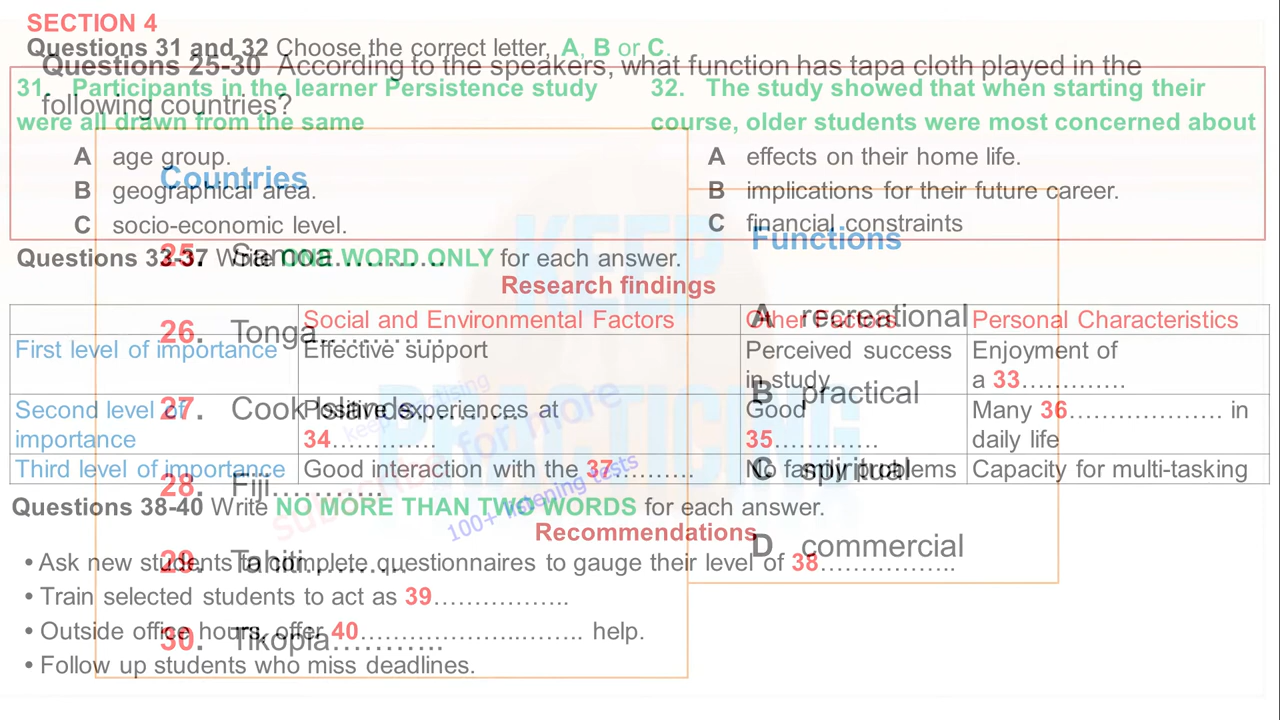 SECTION 4
Questions 31 and 32 Choose the correct letter, A, B or C.
Questions 25-30 According to the speakers, what function has tapa cloth played in the
following countries?
31. Participants in the learner Persistence study
were all drawn from the same
A age group.
B geographical area.
C socio-economic level.
32. The study showed that when starting their
course, older students were most concerned about
A effects on their home life.
B implications for their future career.
C financial constraints
Countries
25. Samoa…………
26. Tonga…………
27. Cook Islands…………
28. Fiji………..
29. Tahiti………..
30. Tikopia………..
Functions
A recreational
B practical
C spiritual
D commercial
Questions 33-37 Write ONE WORD ONLY for each answer.
Research findings
Social and Environmental Factors
Other Factors
Personal Characteristics
First level of importance
Effective support
Perceived success
in study
Enjoyment of
a 33………….
Second level of
importance
Positive experiences at
34………….
Good
35………….
Many 36………………. in
daily life
Third level of importance
Good interaction with the 37……….
No family problems
Capacity for multi-tasking
Questions 38-40 Write NO MORE THAN TWO WORDS for each answer.
Recommendations
• Ask new students to complete questionnaires to gauge their level of 38……………..
• Train selected students to act as 39……………..
• Outside office hours, offer 40………………..…….. help.
• Follow up students who miss deadlines.
KEEP
PRACTICING
for more
100+ listening tests